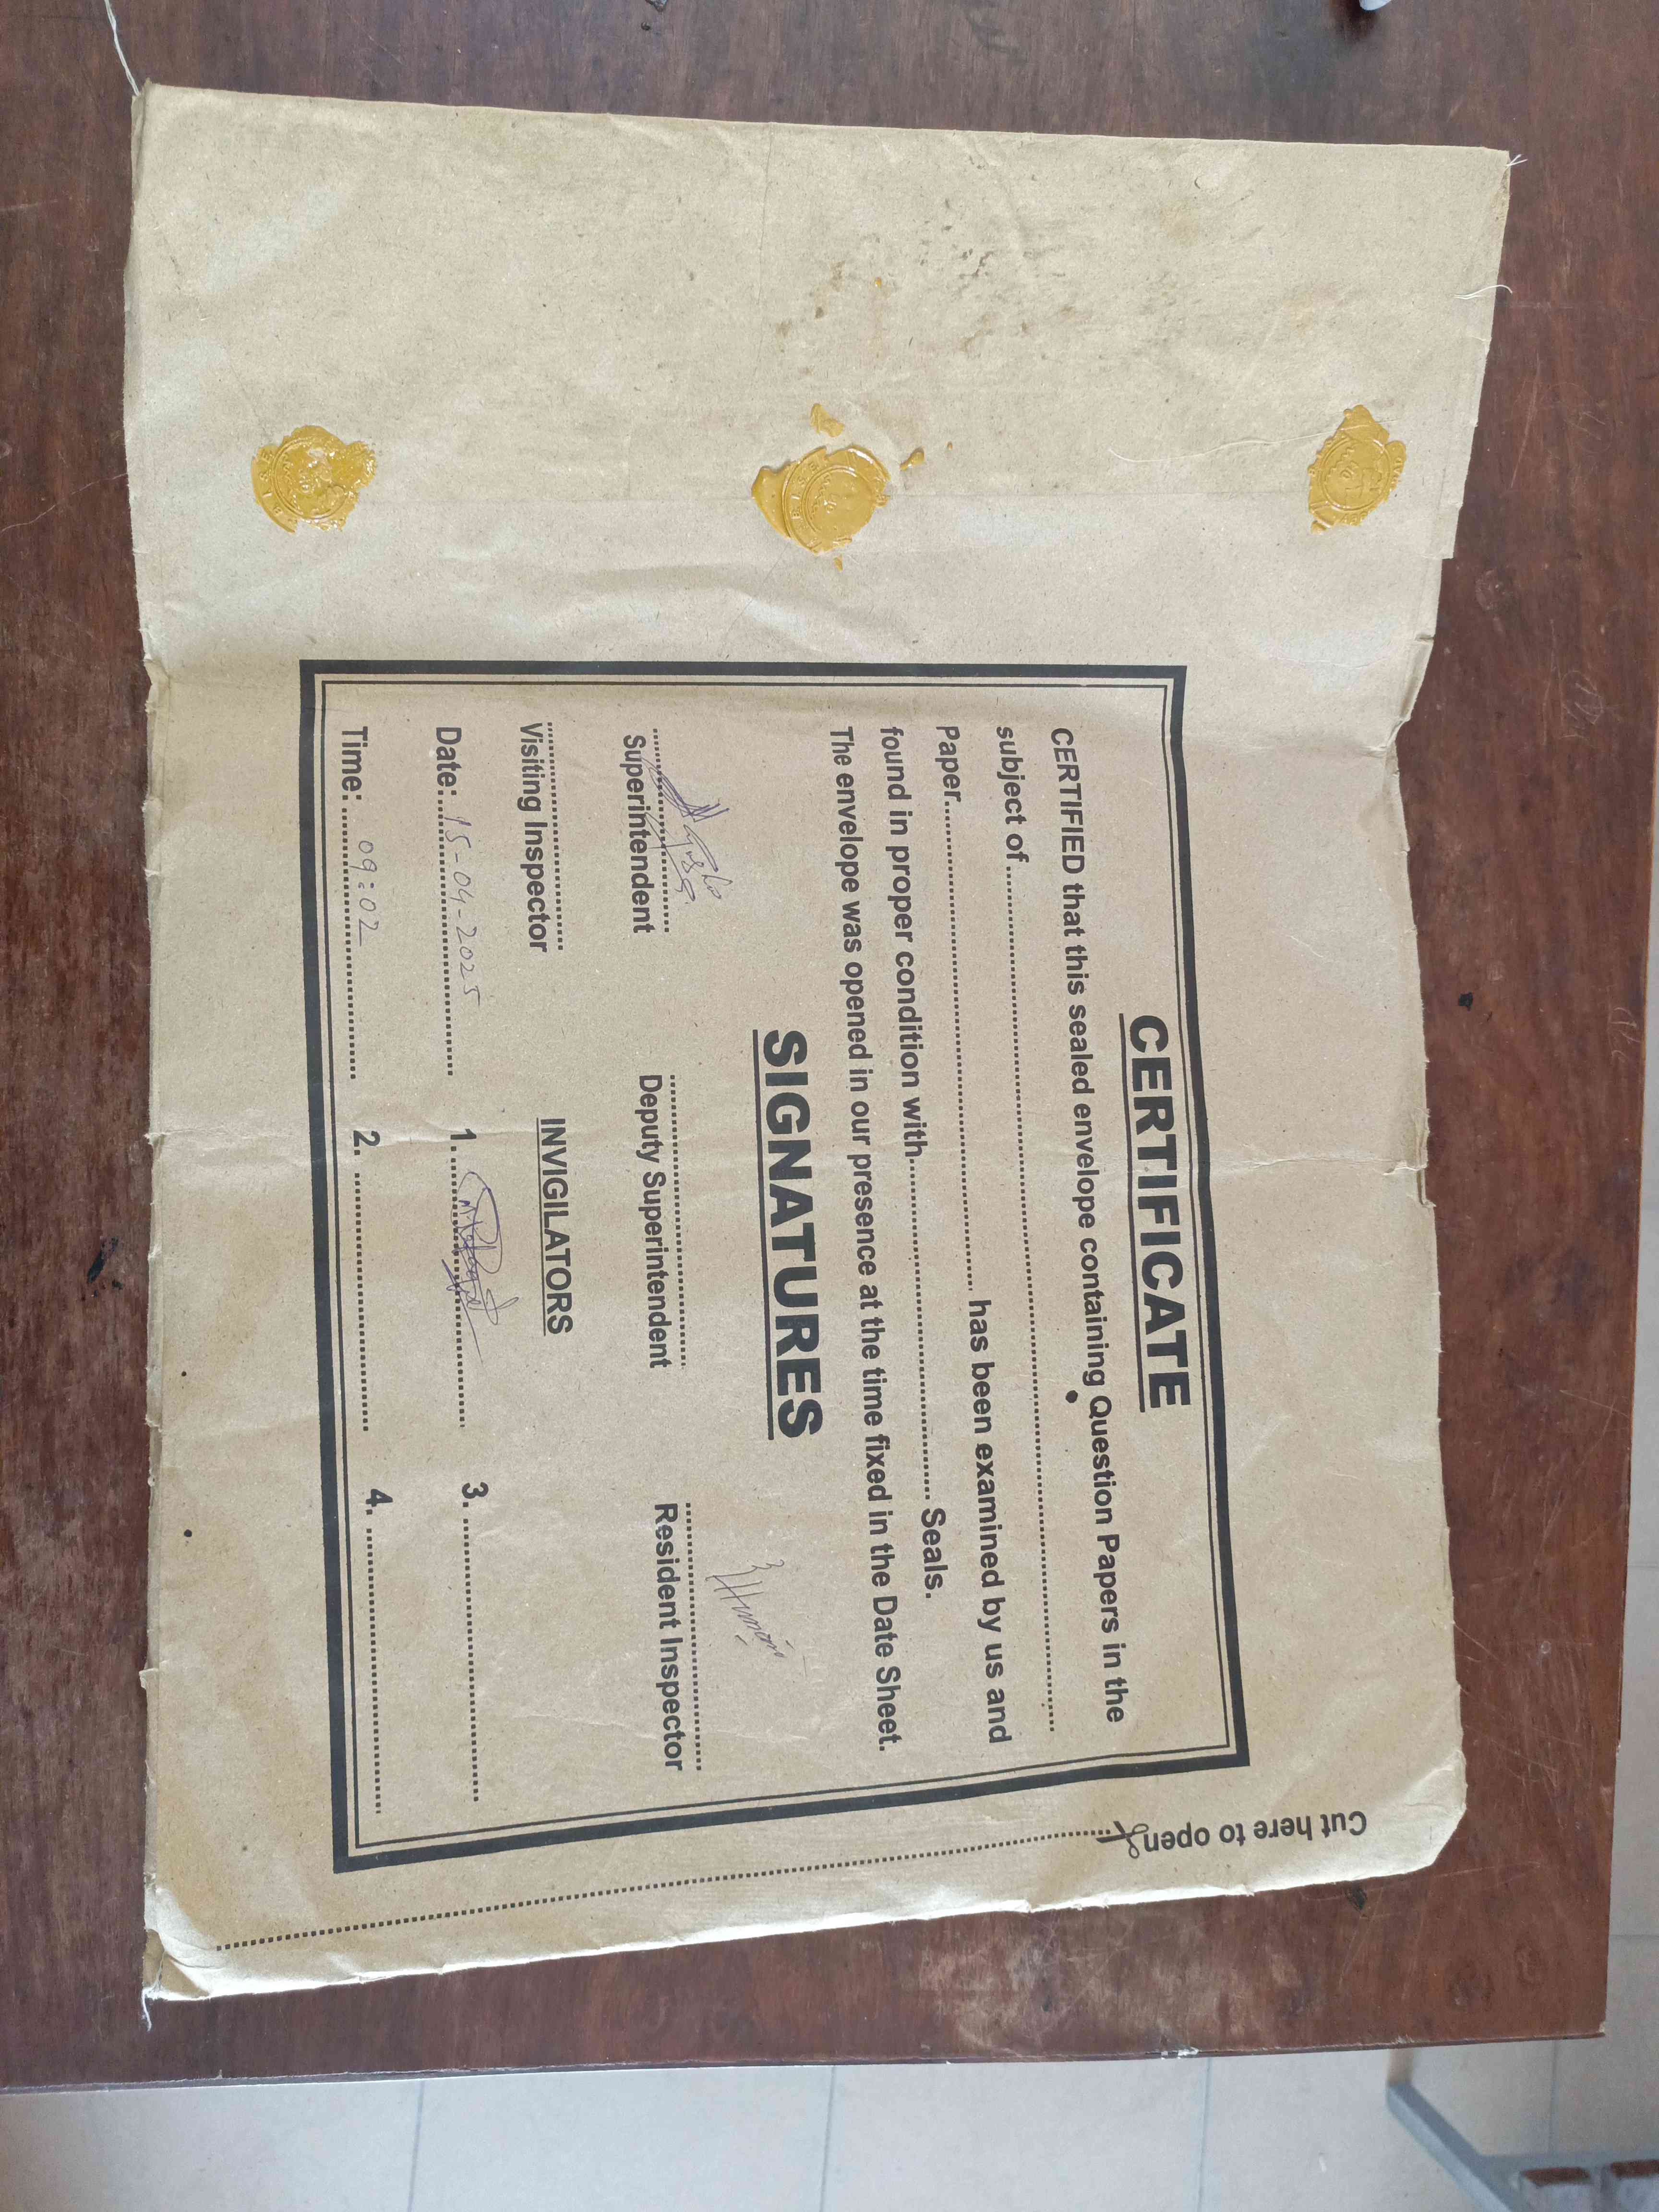 CERTIFICATE
CERTIFIED that this sealed envelope containing Question Papers in the
subject of....................................................................................................
Paper.................................................... has been examined by us and
found in proper condition with.................................... Seals.
The envelope was opened in our presence at the time fixed in the Date Sheet.
SIGNATURES
Superintendent Deputy Superintendent Resident Inspector
Visiting Inspector INVIGILATORS
Date: 15-04-2025 1. 3.
Time: 09:02 2. 4.
Cut here to open